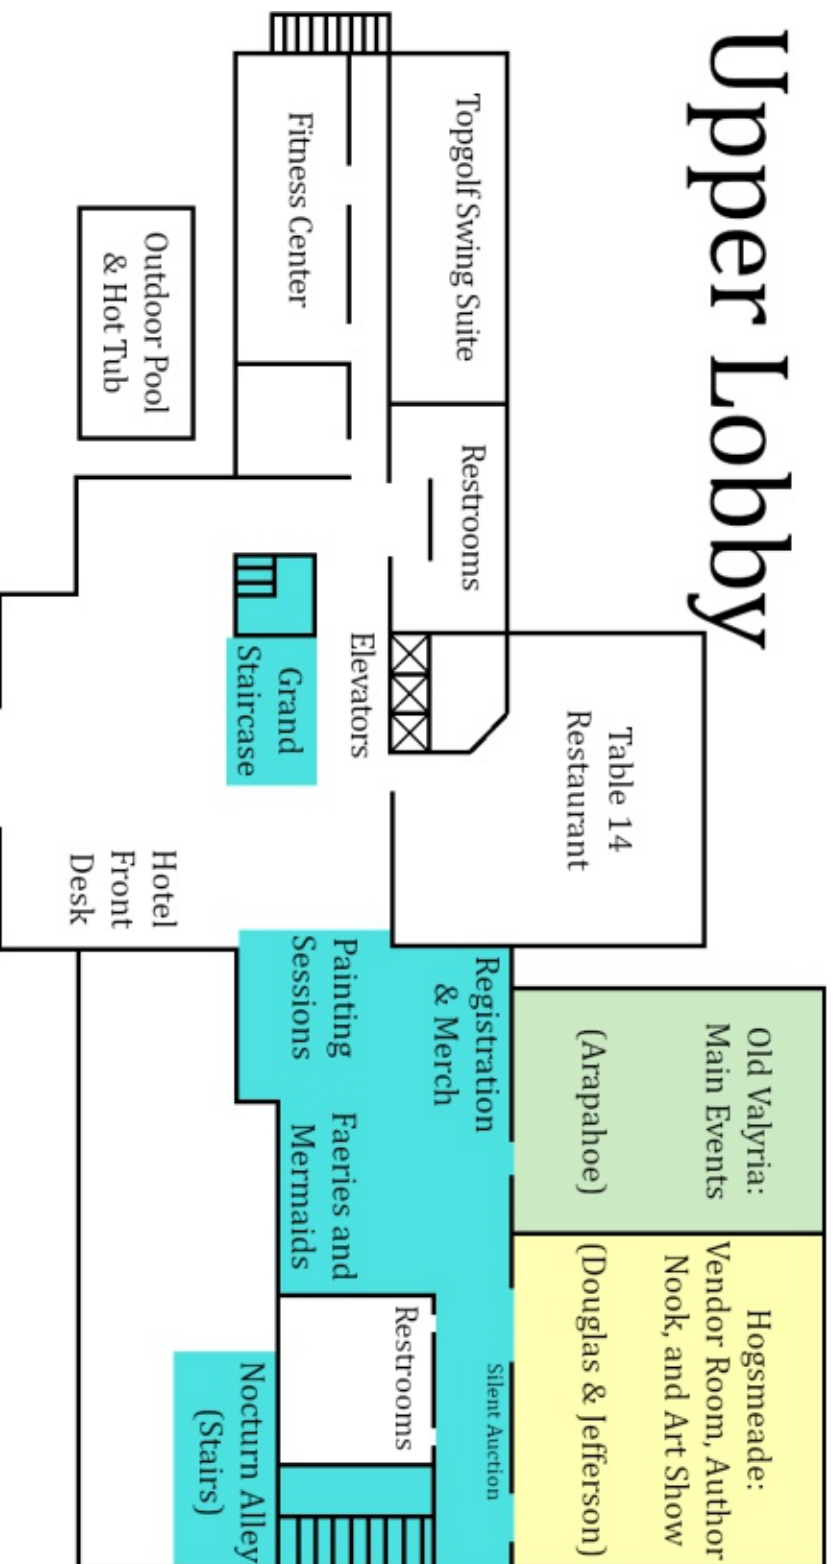 Upper Lobby
Topgolf Swing Suite
Fitness Center
Outdoor Pool
& Hot Tub
Restrooms
Elevators
Grand
Staircase
Table 14
Restaurant
Hotel
Front
Desk
Registration
& Merch
Painting
Sessions
Faeries and
Mermaids
Old Valyria:
Main Events
(Arapahoe)
Hogsmeade:
Vendor Room, Author
Nook, and Art Show
(Douglas & Jefferson)
Silent Auction
Restrooms
Nocturn Alley
(Stairs)